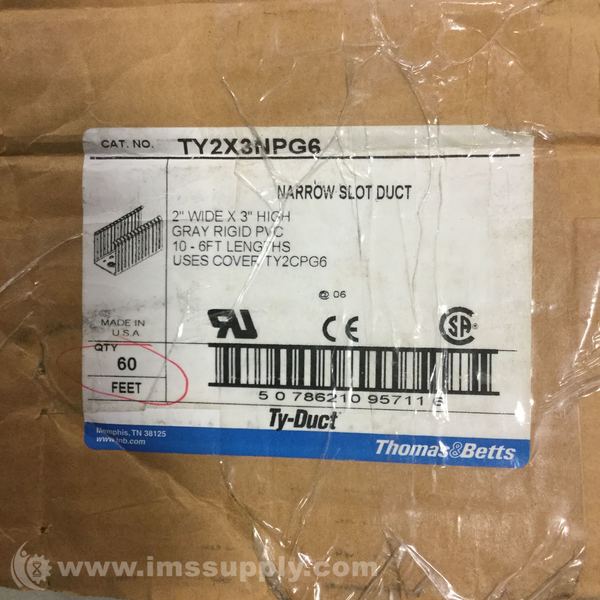 CAT. NO. TY2X3NPG6
NARROW SLOT DUCT
2" WIDE X 3" HIGH
GRAY RIGID PVC
10 - 6FT LENGTHS
USES COVER TY2CPG6
@ 06
MADE IN
U.S.A.
CE
SA
QTY
60
FEET
5 0 786210 95711 6
Ty-Duct
Memphis, TN 38125
www.tnb.com
Thomas&Betts
www.imssupply.com